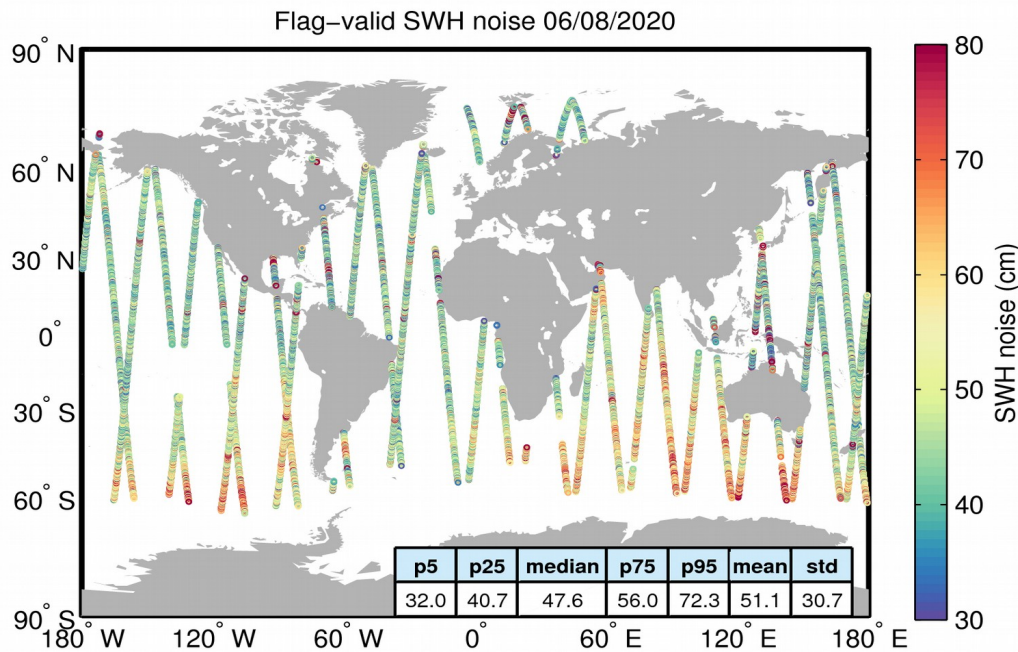 Flag−valid SWH noise 06/08/2020
90° N
60° N
30° N
0°
30° S
60° S
90° S
180° W
120° W
60° W
0°
60° E
120° E
180° E
80
70
60
50
40
30
SWH noise (cm)
p5 p25 median p75 p95 mean std
32.0 40.7 47.6 56.0 72.3 51.1 30.7